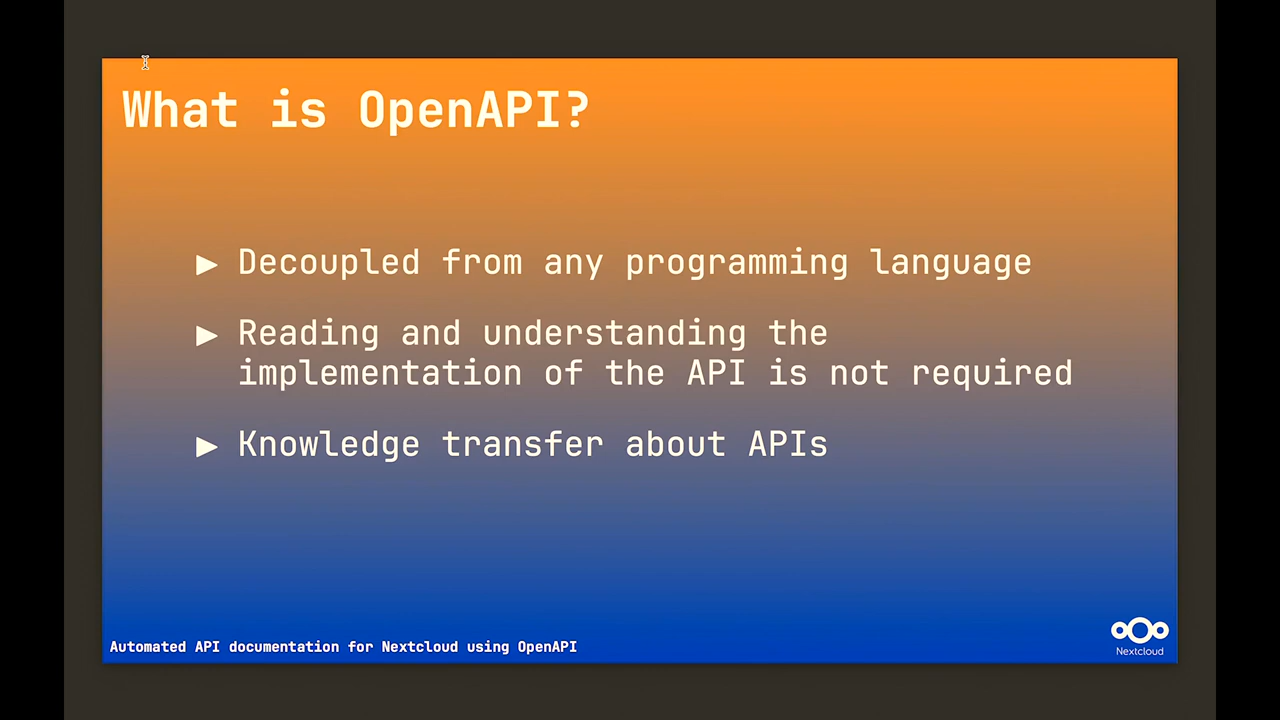 What is OpenAPI?
▶ Decoupled from any programming language
▶ Reading and understanding the
implementation of the API is not required
▶ Knowledge transfer about APIs
Automated API documentation for Nextcloud using OpenAPI
Nextcloud